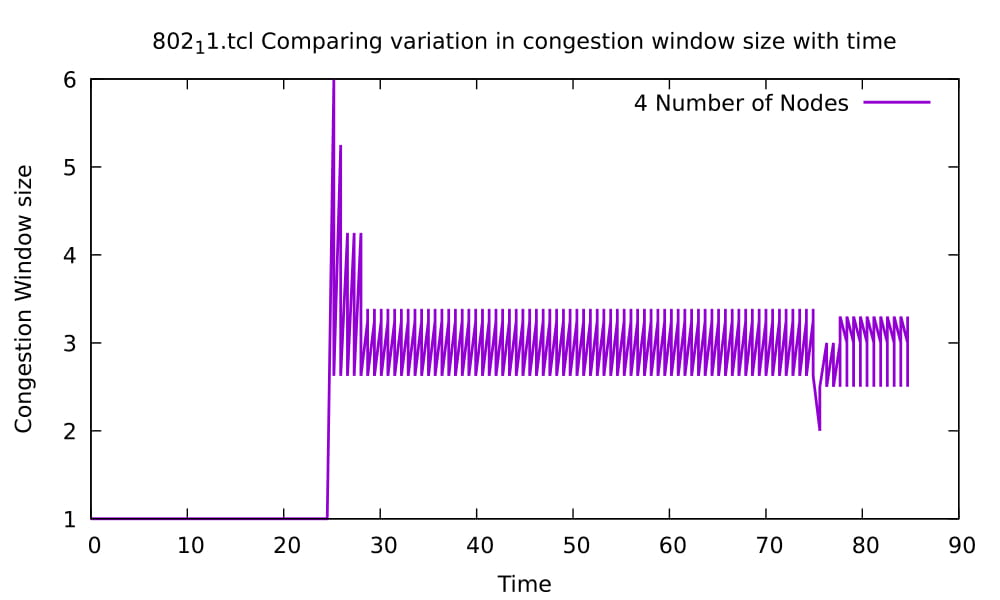 802₁1.tcl Comparing variation in congestion window size with time
4 Number of Nodes
Congestion Window size
6
5
4
3
2
1
0 10 20 30 40 50 60 70 80 90
Time